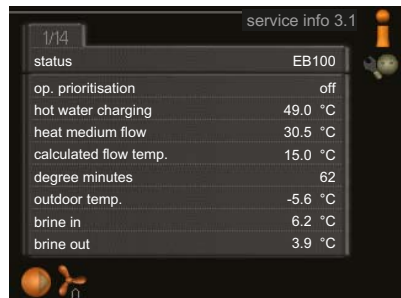 service info 3.1
1/14
status EB100
op. prioritisation off
hot water charging 49.0 °C
heat medium flow 30.5 °C
calculated flow temp. 15.0 °C
degree minutes 62
outdoor temp. -5.6 °C
brine in 6.2 °C
brine out 3.9 °C
0